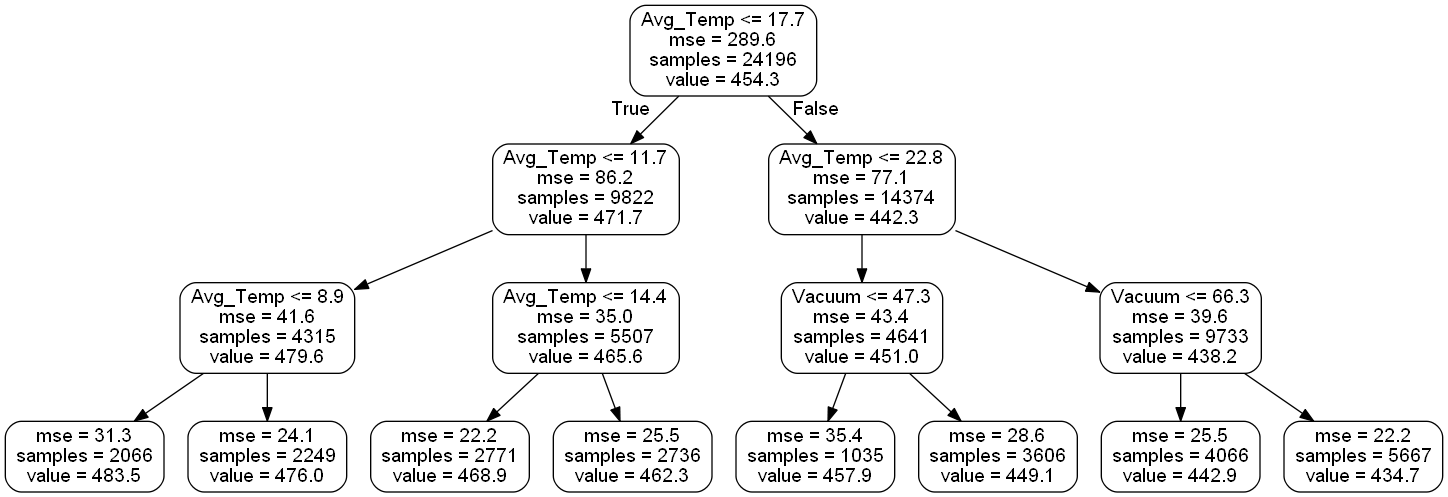 Avg_Temp <= 17.7
mse = 289.6
samples = 24196
value = 454.3
True
False
Avg_Temp <= 11.7
mse = 86.2
samples = 9822
value = 471.7
Avg_Temp <= 22.8
mse = 77.1
samples = 14374
value = 442.3
Avg_Temp <= 8.9
mse = 41.6
samples = 4315
value = 479.6
Avg_Temp <= 14.4
mse = 35.0
samples = 5507
value = 465.6
Vacuum <= 47.3
mse = 43.4
samples = 4641
value = 451.0
Vacuum <= 66.3
mse = 39.6
samples = 9733
value = 438.2
mse = 31.3
samples = 2066
value = 483.5
mse = 24.1
samples = 2249
value = 476.0
mse = 22.2
samples = 2771
value = 468.9
mse = 25.5
samples = 2736
value = 462.3
mse = 35.4
samples = 1035
value = 457.9
mse = 28.6
samples = 3606
value = 449.1
mse = 25.5
samples = 4066
value = 442.9
mse = 22.2
samples = 5667
value = 434.7